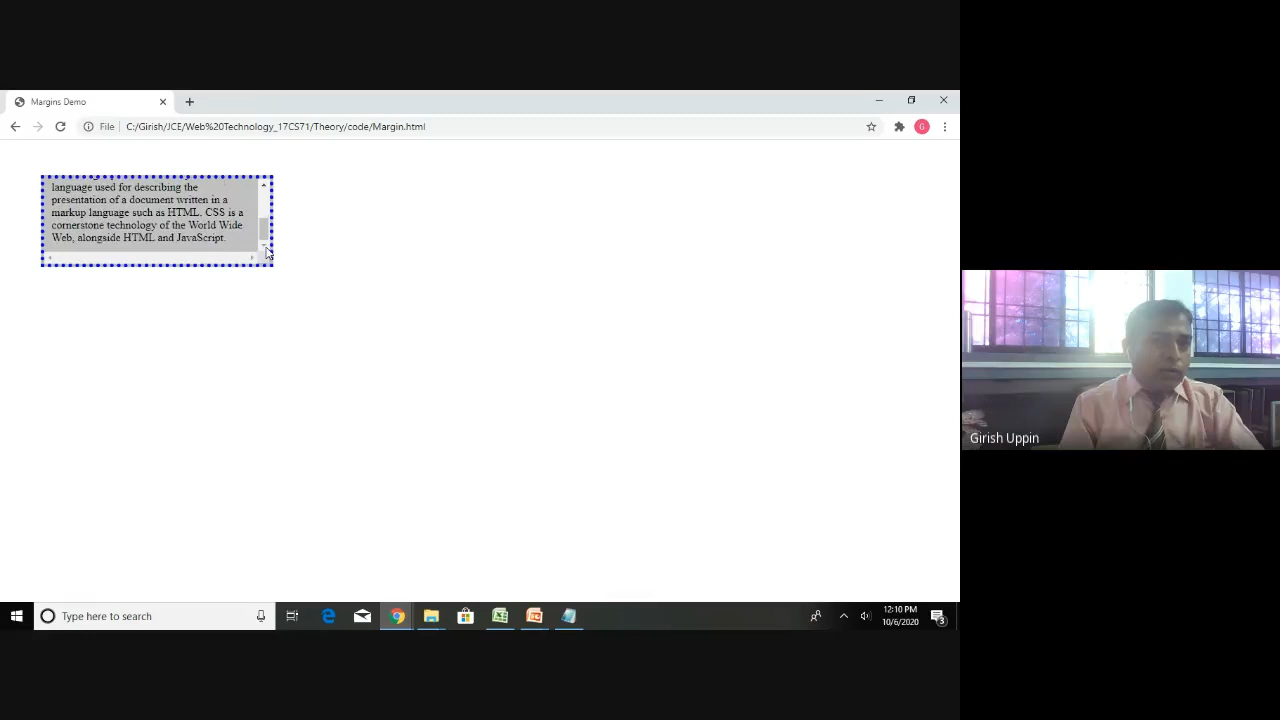 Margins Demo
File
C:/Girish/JCE/Web%20Technology_17CS71/Theory/code/Margin.html
G
language used for describing the
presentation of a document written in a
markup language such as HTML. CSS is a
cornerstone technology of the World Wide
Web, alongside HTML and JavaScript.
Girish Uppin
Type here to search
12:10 PM
10/6/2020
3